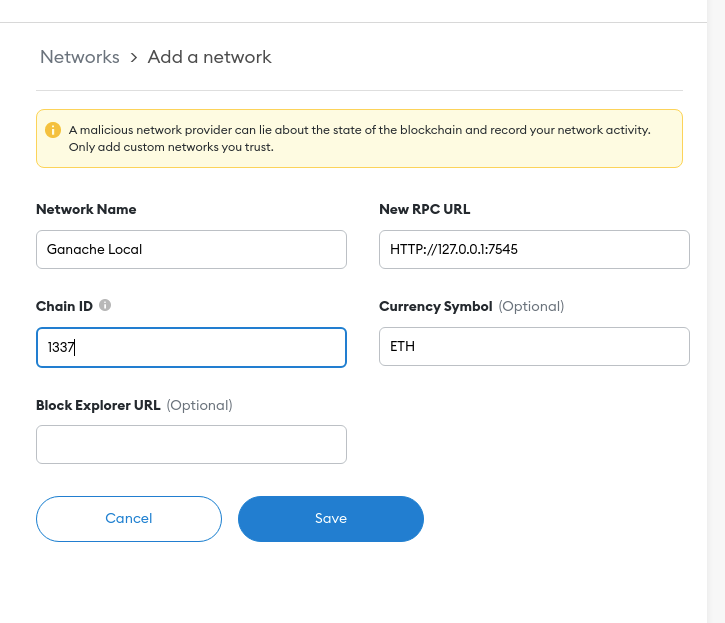 Networks > Add a network
A malicious network provider can lie about the state of the blockchain and record your network activity.
Only add custom networks you trust.
Network Name
New RPC URL
Ganache Local
HTTP://127.0.0.1:7545
Chain ID
Currency Symbol (Optional)
1337
ETH
Block Explorer URL (Optional)
Cancel
Save